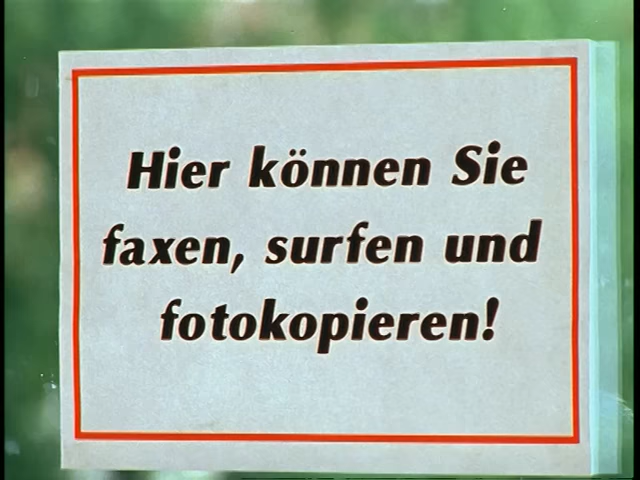 Hier können Sie
faxen, surfen und
fotokopieren!